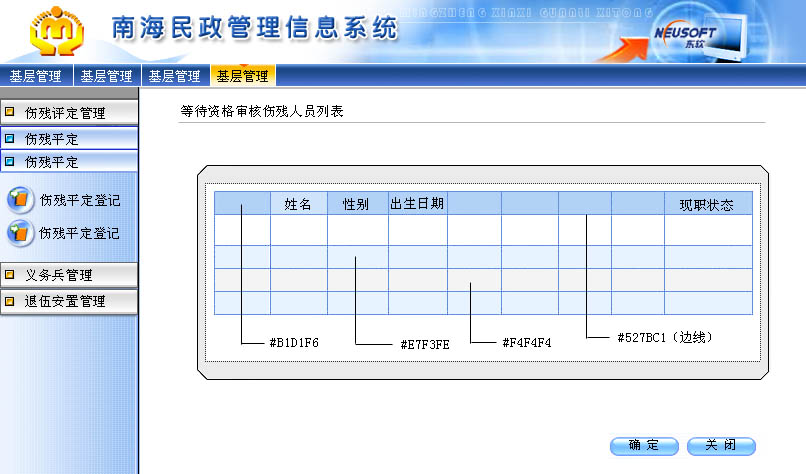 MINGZHENG XINXI GUANLI XITONG
南海民政管理信息系统
NEUSOFT
东软
基层管理 基层管理 基层管理 基层管理
伤残评定管理
伤残平定
伤残平定
伤残平定登记
伤残平定登记
义务兵管理
退伍安置管理
等待资格审核伤残人员列表
姓名 性别 出生日期 现职状态
#B1D1F6 #E7F3FE #F4F4F4 #527BC1（边线）
确 定 关 闭